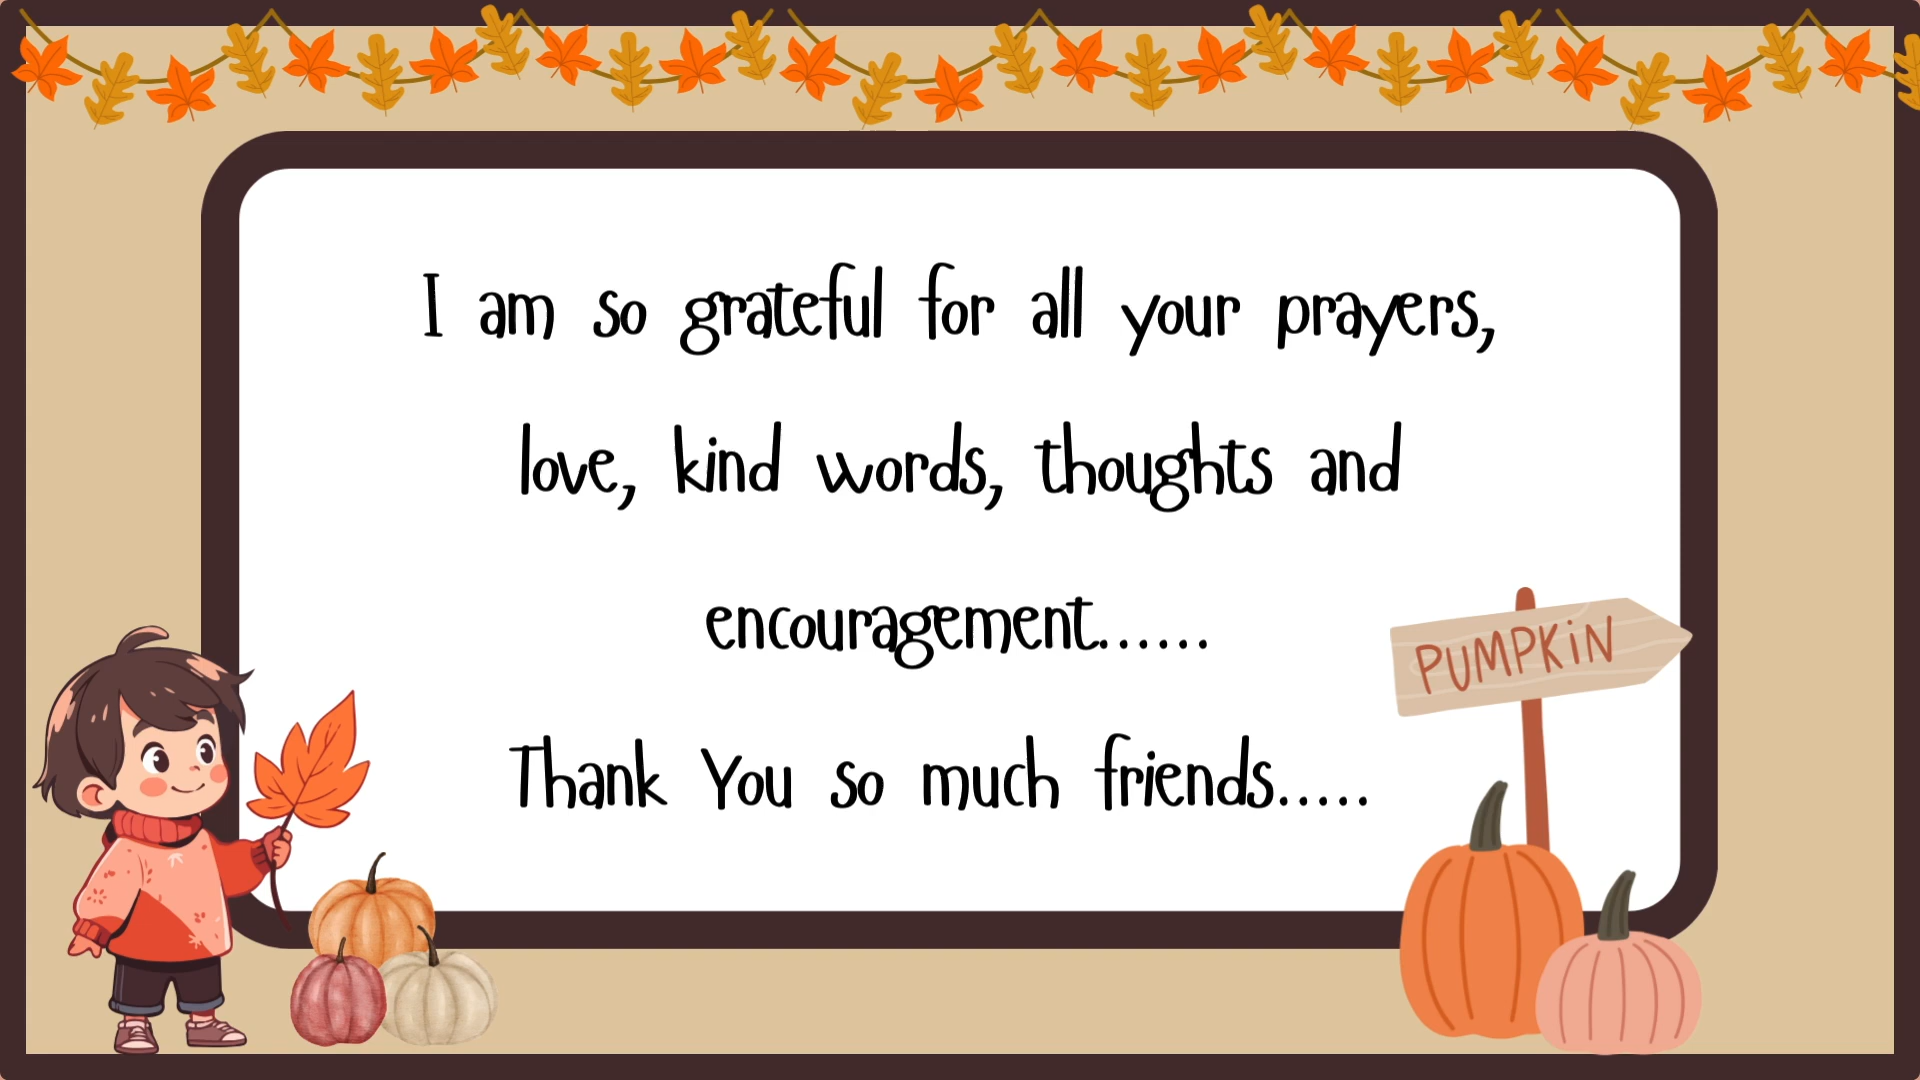 I am so grateful for all your prayers,
love, kind words, thoughts and
encouragement......
Thank You so much friends.....
PUMPKiN